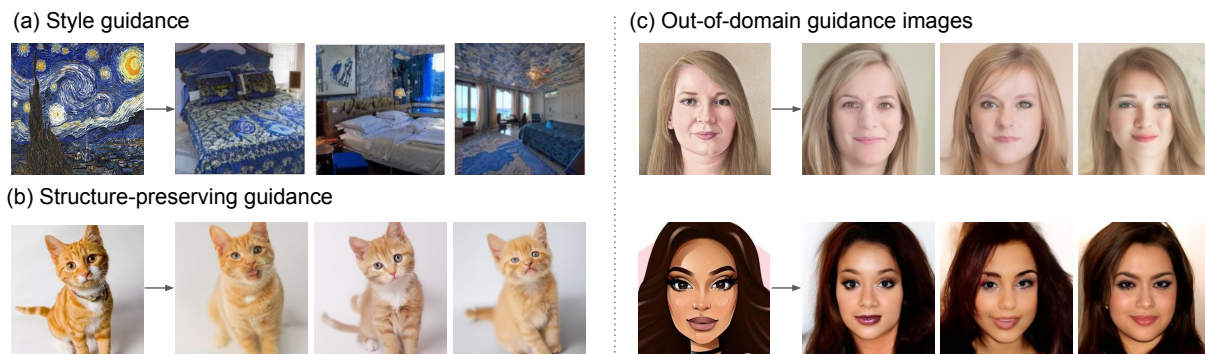 (a) Style guidance
(b) Structure-preserving guidance
(c) Out-of-domain guidance images